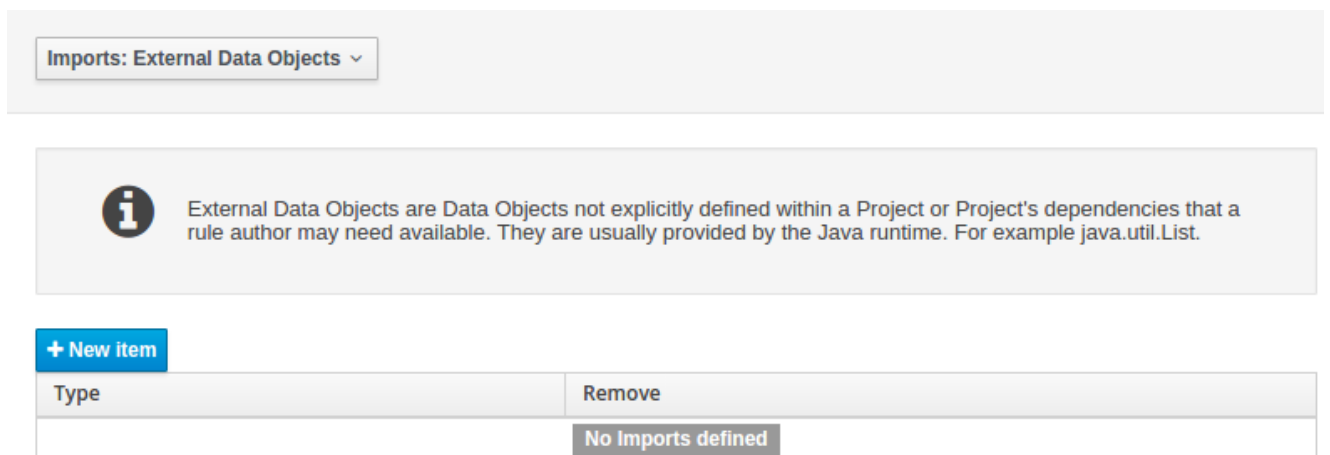 Imports: External Data Objects
External Data Objects are Data Objects not explicitly defined within a Project or Project's dependencies that a
rule author may need available. They are usually provided by the Java runtime. For example java.util.List.
+ New item
Type Remove
No Imports defined